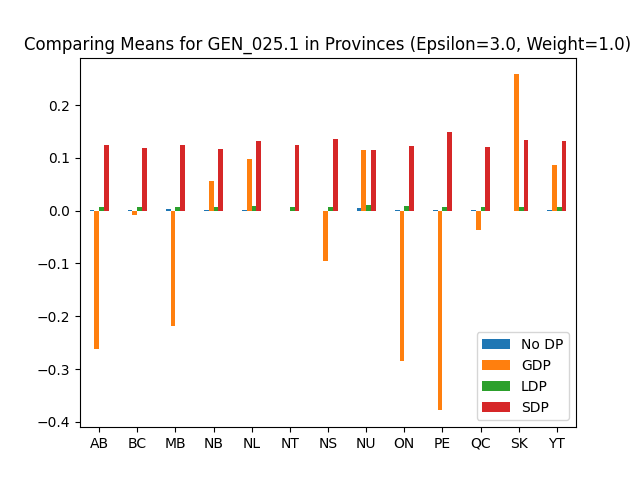 Comparing Means for GEN_025.1 in Provinces (Epsilon=3.0, Weight=1.0)
0.2
0.1
0.0
−0.1
−0.2
−0.3
−0.4
No DP
GDP
LDP
SDP
AB BC MB NB NL NT NS NU ON PE QC SK YT